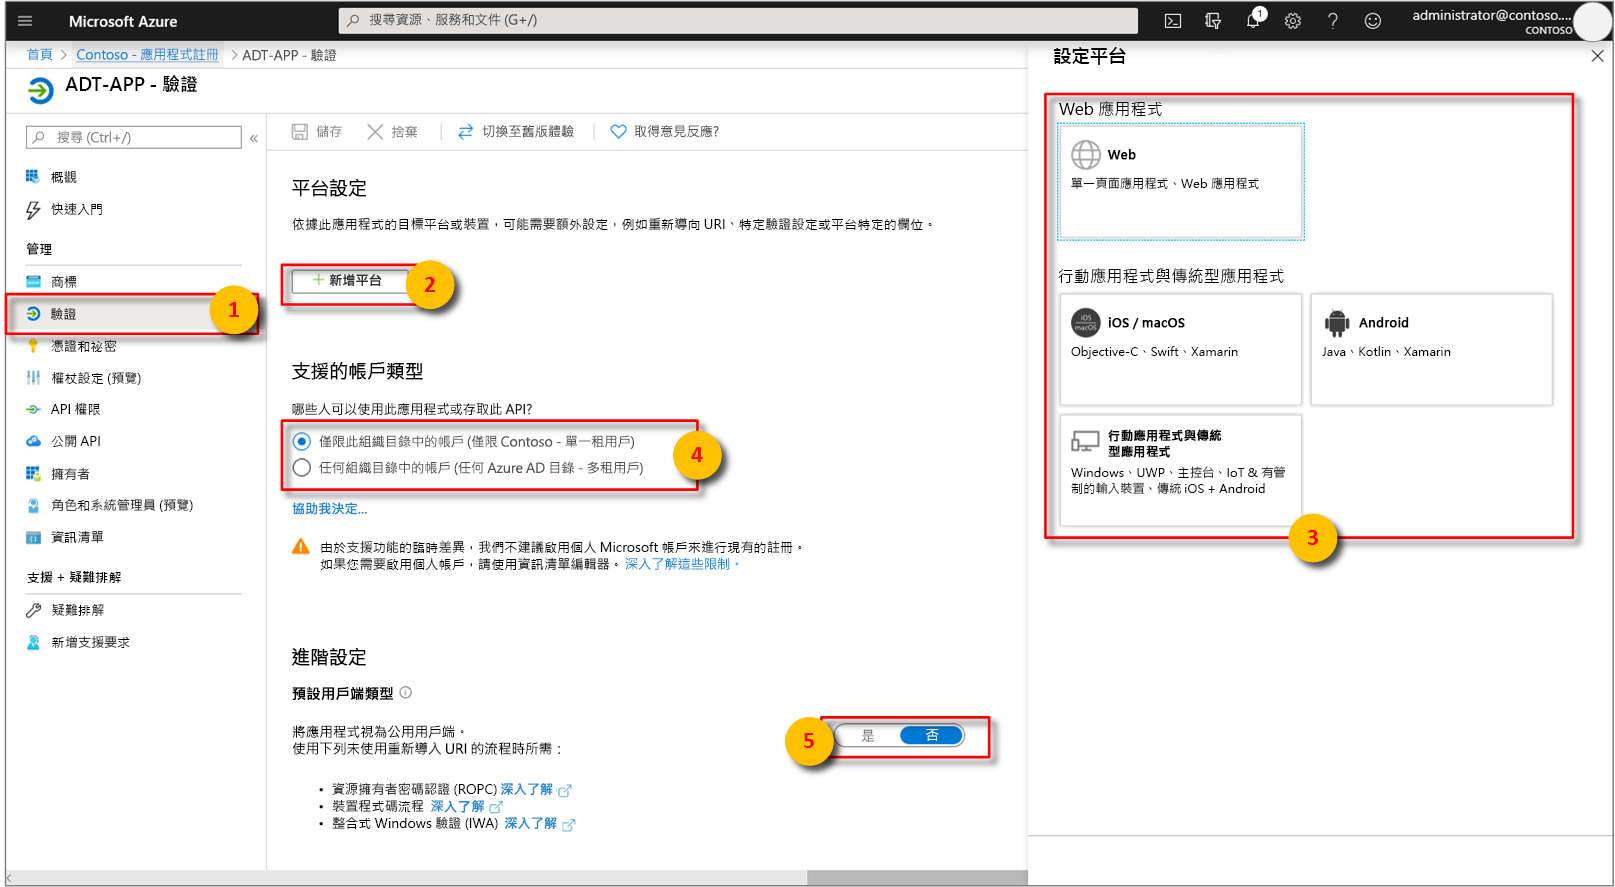 Microsoft Azure
搜尋資源、服務和文件 (G+/)
1
administrator@contoso....
CONTOSO
首頁 > Contoso - 應用程式註冊 > ADT-APP - 驗證
ADT-APP - 驗證
搜尋 (Ctrl+/)
«
概觀
快速入門
管理
商標
驗證
1
憑證和祕密
權杖設定 (預覽)
API 權限
公開 API
擁有者
角色和系統管理員 (預覽)
資訊清單
支援 + 疑難排解
疑難排解
新增支援要求
儲存
捨棄
切換至舊版體驗
取得意見反應?
平台設定
依據此應用程式的目標平台或裝置，可能需要額外設定，例如重新導向 URI、特定驗證設定或平台特定的欄位。
+ 新增平台
2
支援的帳戶類型
哪些人可以使用此應用程式或存取此 API?
僅限此組織目錄中的帳戶 (僅限 Contoso - 單一租用戶)
任何組織目錄中的帳戶 (任何 Azure AD 目錄 - 多租用戶)
4
協助我決定...
由於支援功能的臨時差異，我們不建議啟用個人 Microsoft 帳戶來進行現有的註冊。
如果您需要啟用個人帳戶，請使用資訊清單編輯器。深入了解這些限制。
進階設定
預設用戶端類型
將應用程式視為公用用戶端。
使用下列未使用重新導入 URI 的流程時所需：
5
是
否
• 資源擁有者密碼認證 (ROPC) 深入了解
• 裝置程式碼流程 深入了解
• 整合式 Windows 驗證 (IWA) 深入了解
設定平台
Web 應用程式
Web
單一頁面應用程式、Web 應用程式
行動應用程式與傳統型應用程式
iOS
macOS
iOS / macOS
Objective-C、Swift、Xamarin
Android
Java、Kotlin、Xamarin
行動應用程式與傳統
型應用程式
Windows、UWP、主控台、IoT & 有管
制的輸入裝置、傳統 iOS + Android
3